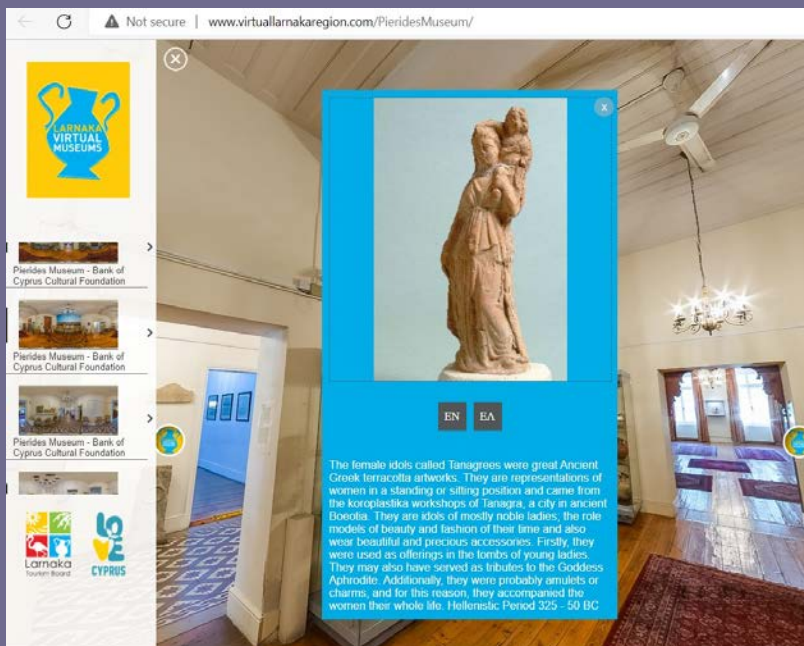 Not secure | www.virtuallarnakaregion.com/PieridesMuseum/
LARNAKA
VIRTUAL
MUSEUMS
Pierides Museum - Bank of
Cyprus Cultural Foundation
Pierides Museum - Bank of
Cyprus Cultural Foundation
Pierides Museum - Bank of
Cyprus Cultural Foundation
Larnaka
Tourism Board
LOVE
CYPRUS
X
EN
ΕΛ
The female idols called Tanagrees were great Ancient
Greek terracotta artworks. They are representations of
women in a standing or sitting position and came from
the koroplastika workshops of Tanagra, a city in ancient
Boeotia. They are idols of mostly noble ladies, the role
models of beauty and fashion of their time and also
wear beautiful and precious accessories. Firstly, they
were used as offerings in the tombs of young ladies.
They may also have served as tributes to the Goddess
Aphrodite. Additionally, they were probably amulets or
charms, and for this reason, they accompanied the
women their whole life. Hellenistic Period 325 - 50 BC